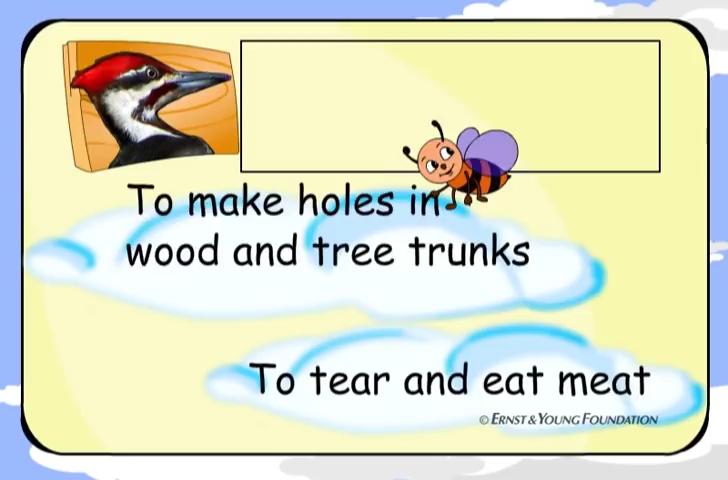 To make holes in
wood and tree trunks
To tear and eat meat
© ERNST & YOUNG FOUNDATION